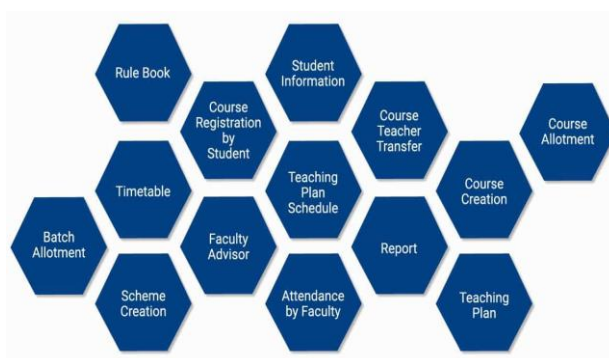 Rule Book
Student
Information
Course
Registration
by
Student
Course
Teacher
Transfer
Course
Allotment
Timetable
Teaching
Plan
Schedule
Course
Creation
Batch
Allotment
Faculty
Advisor
Report
Scheme
Creation
Attendance
by Faculty
Teaching
Plan